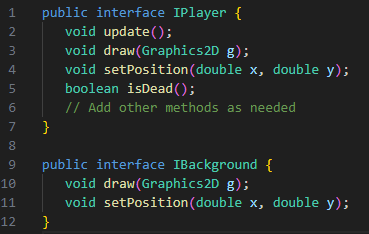 1 public interface IPlayer {
2     void update();
3     void draw(Graphics2D g);
4     void setPosition(double x, double y);
5     boolean isDead();
6     // Add other methods as needed
7 }
8
9 public interface IBackground {
10     void draw(Graphics2D g);
11     void setPosition(double x, double y);
12 }